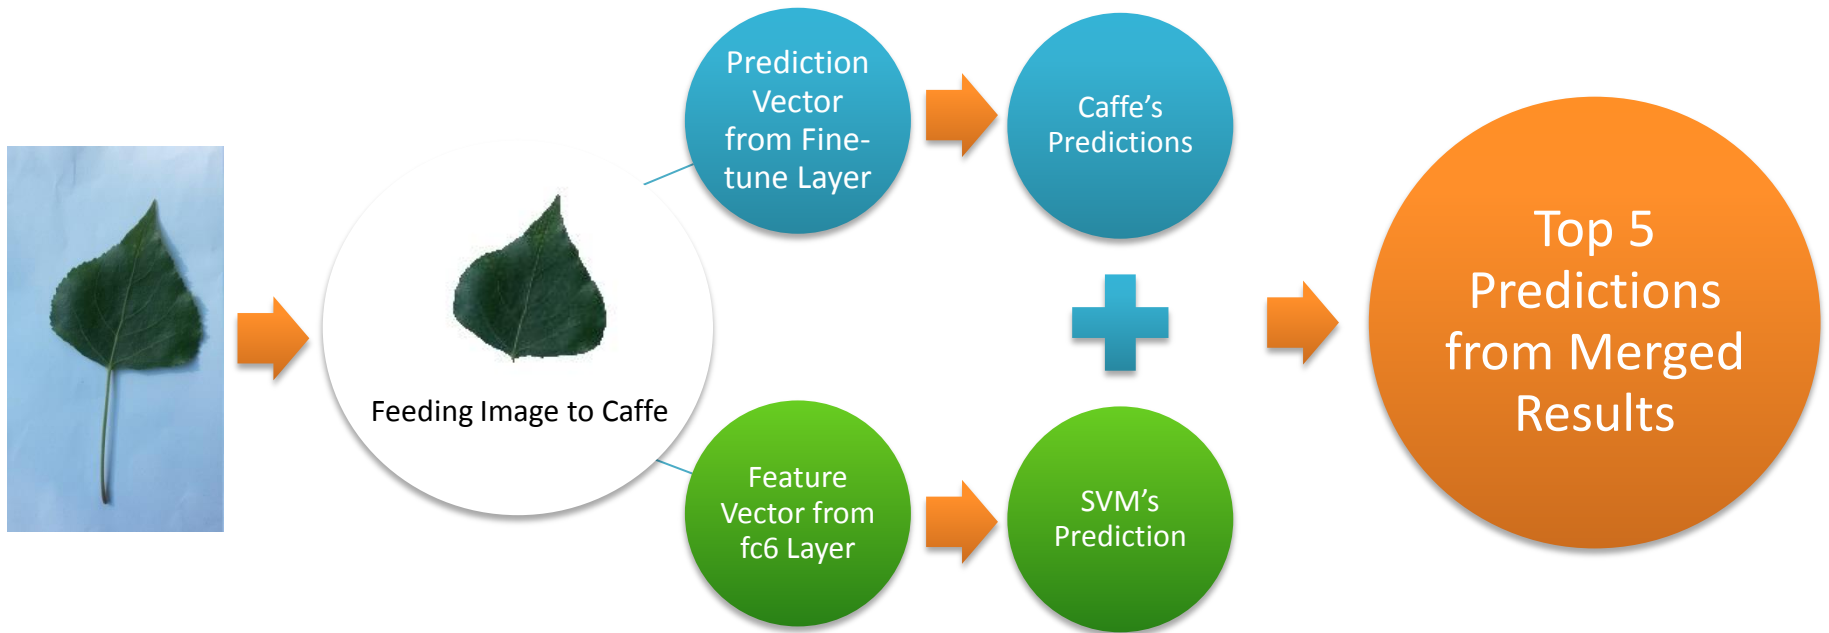 Prediction
Vector
from Fine-
tune Layer
Caffe's
Predictions
Feeding Image to Caffe
Feature
Vector from
fc6 Layer
SVM's
Prediction
Top 5
Predictions
from Merged
Results